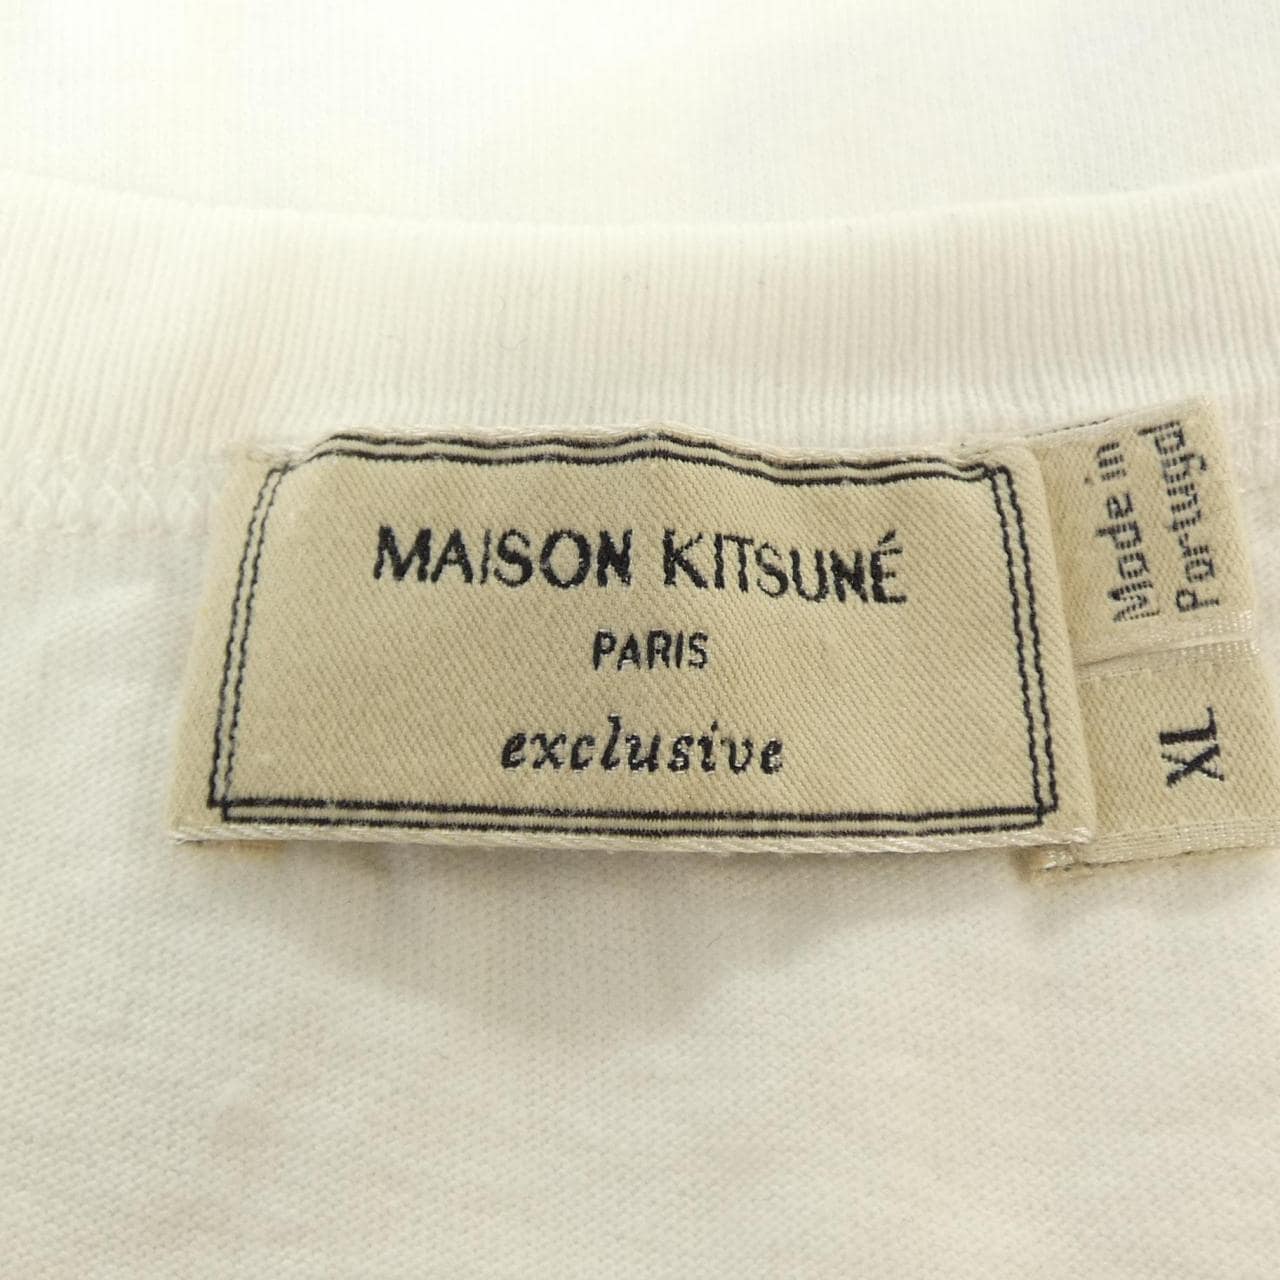 MAISON KITSUNÉ
PARIS
exclusive
Made in
Portugal
XL